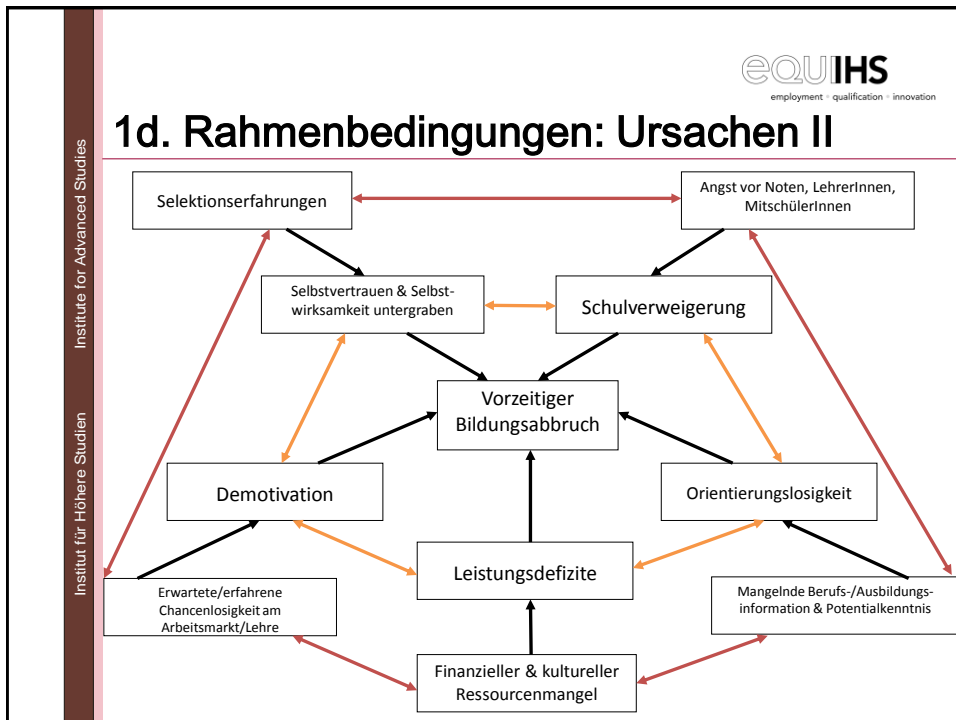 equIHS
employment + qualification + innovation
1d. Rahmenbedingungen: Ursachen II
Institute for Advanced Studies
Institut für Höhere Studien
Selektionserfahrungen
Angst vor Noten, LehrerInnen,
MitschülerInnen
Selbstvertrauen & Selbst-
wirksamkeit untergraben
Schulverweigerung
Vorzeitiger
Bildungsabbruch
Demotivation
Orientierungslosigkeit
Leistungsdefizite
Erwartete/erfahrene
Chancenlosigkeit am
Arbeitsmarkt/Lehre
Mangelnde Berufs-/Ausbildungs-
information & Potentialkenntnis
Finanzieller & kultureller
Ressourcenmangel